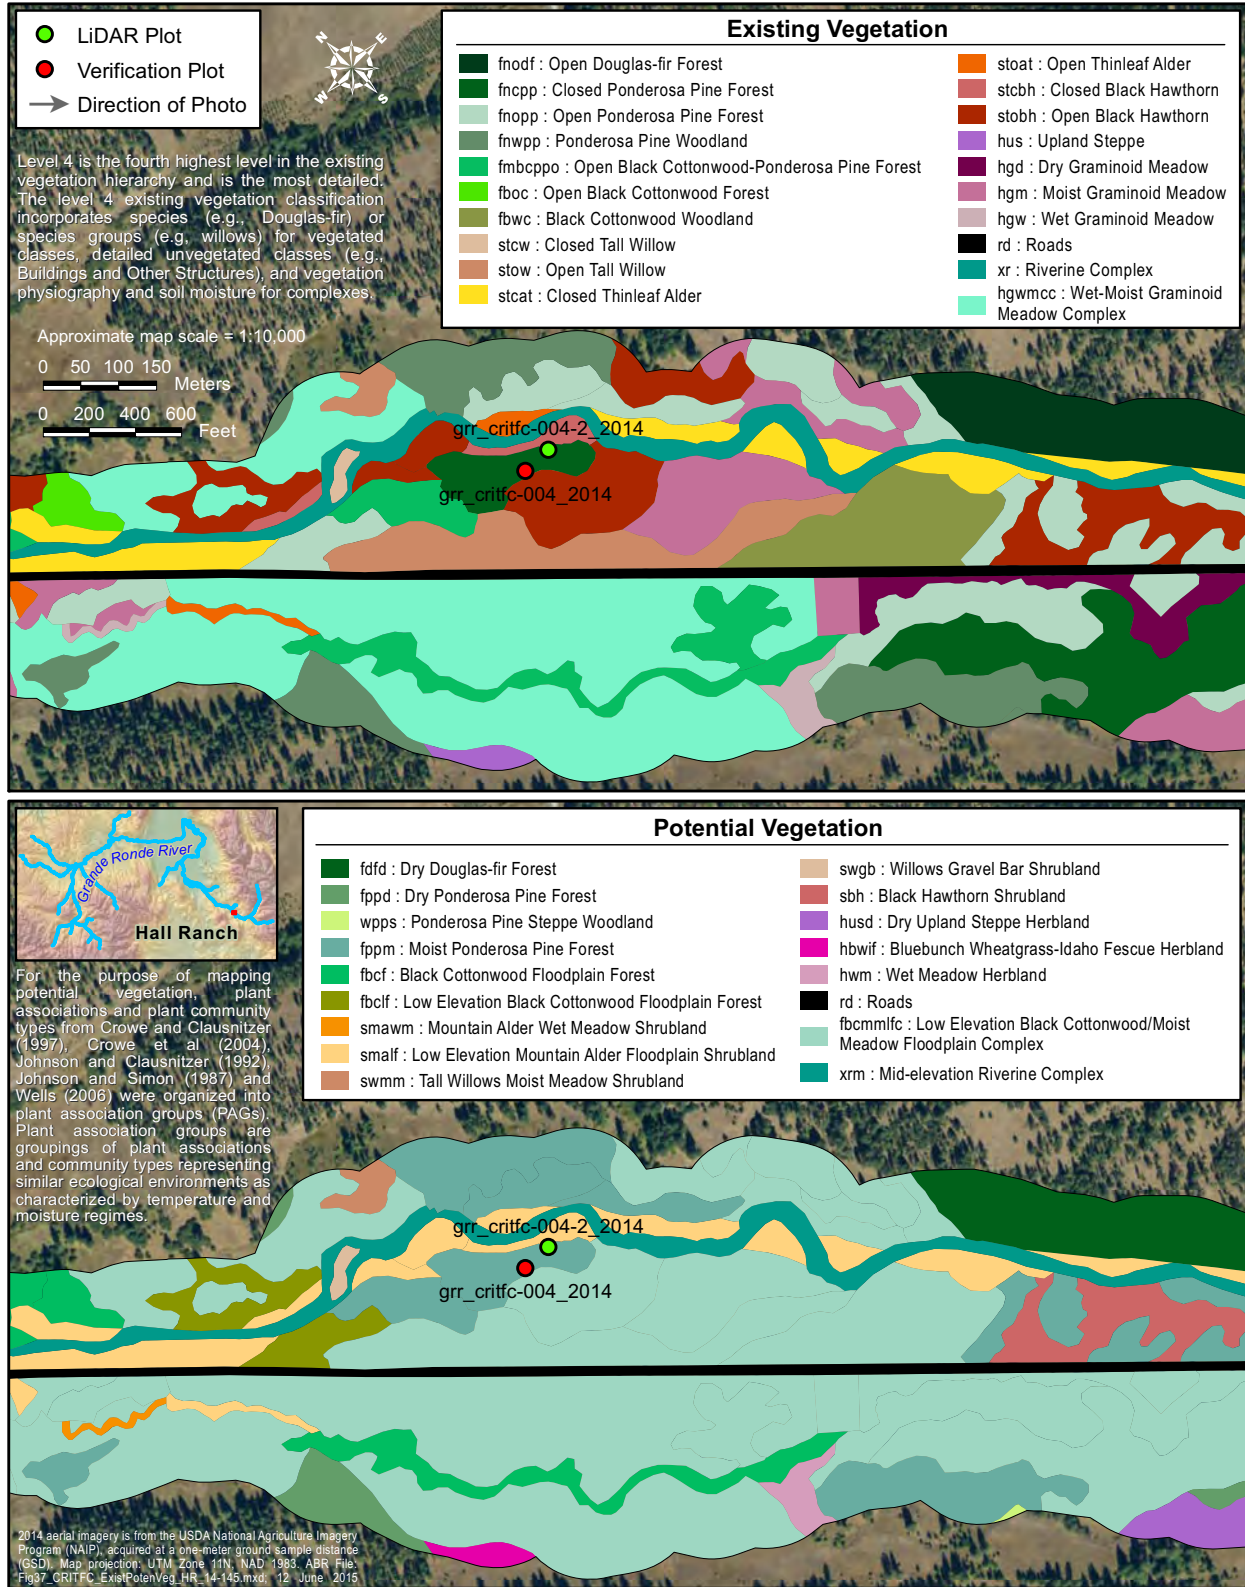 LiDAR Plot
Verification Plot
Direction of Photo
N
E
W
S
Level 4 is the fourth highest level in the existing
vegetation hierarchy and is the most detailed.
The level 4 existing vegetation classification
incorporates species (e.g., Douglas-fir) or
species groups (e.g, willows) for vegetated
classes, detailed unvegetated classes (e.g.,
Buildings and Other Structures), and vegetation
physiography and soil moisture for complexes.
Approximate map scale = 1:10,000
0 50 100 150
Meters
0 200 400 600
Feet
Existing Vegetation
fnodf : Open Douglas-fir Forest
fncpp : Closed Ponderosa Pine Forest
fnopp : Open Ponderosa Pine Forest
fnwpp : Ponderosa Pine Woodland
fmbcppo : Open Black Cottonwood-Ponderosa Pine Forest
fboc : Open Black Cottonwood Forest
fbwc : Black Cottonwood Woodland
stcw : Closed Tall Willow
stow : Open Tall Willow
stcat : Closed Thinleaf Alder
stoat : Open Thinleaf Alder
stcbh : Closed Black Hawthorn
stobh : Open Black Hawthorn
hus : Upland Steppe
hgd : Dry Graminoid Meadow
hgm : Moist Graminoid Meadow
hgw : Wet Graminoid Meadow
rd : Roads
xr : Riverine Complex
hgwmcc : Wet-Moist Graminoid
Meadow Complex
grr_critfc-004-2_2014
grr_critfc-004_2014
Grande Ronde River
Hall Ranch
For the purpose of mapping
potential vegetation, plant
associations and plant community
types from Crowe and Clausnitzer
(1997), Crowe et al (2004),
Johnson and Clausnitzer (1992),
Johnson and Simon (1987) and
Wells (2006) were organized into
plant association groups (PAGs).
Plant association groups are
groupings of plant associations
and community types representing
similar ecological environments as
characterized by temperature and
moisture regimes.
Potential Vegetation
fdfd : Dry Douglas-fir Forest
fppd : Dry Ponderosa Pine Forest
wpps : Ponderosa Pine Steppe Woodland
fppm : Moist Ponderosa Pine Forest
fbcf : Black Cottonwood Floodplain Forest
fbclf : Low Elevation Black Cottonwood Floodplain Forest
smawm : Mountain Alder Wet Meadow Shrubland
smalf : Low Elevation Mountain Alder Floodplain Shrubland
swmm : Tall Willows Moist Meadow Shrubland
swgb : Willows Gravel Bar Shrubland
sbh : Black Hawthorn Shrubland
husd : Dry Upland Steppe Herbland
hbwif : Bluebunch Wheatgrass-Idaho Fescue Herbland
hwm : Wet Meadow Herbland
rd : Roads
fbcmmlfc : Low Elevation Black Cottonwood/Moist
Meadow Floodplain Complex
xrm : Mid-elevation Riverine Complex
grr_critfc-004-2_2014
grr_critfc-004_2014
2014 aerial imagery is from the USDA National Agriculture Imagery
Program (NAIP), acquired at a one-meter ground sample distance
(GSD). Map projection: UTM Zone 11N, NAD 1983. ABR File:
Fig37_CRITFC_ExistPotenVeg_HR_14-145.mxd; 12 June 2015